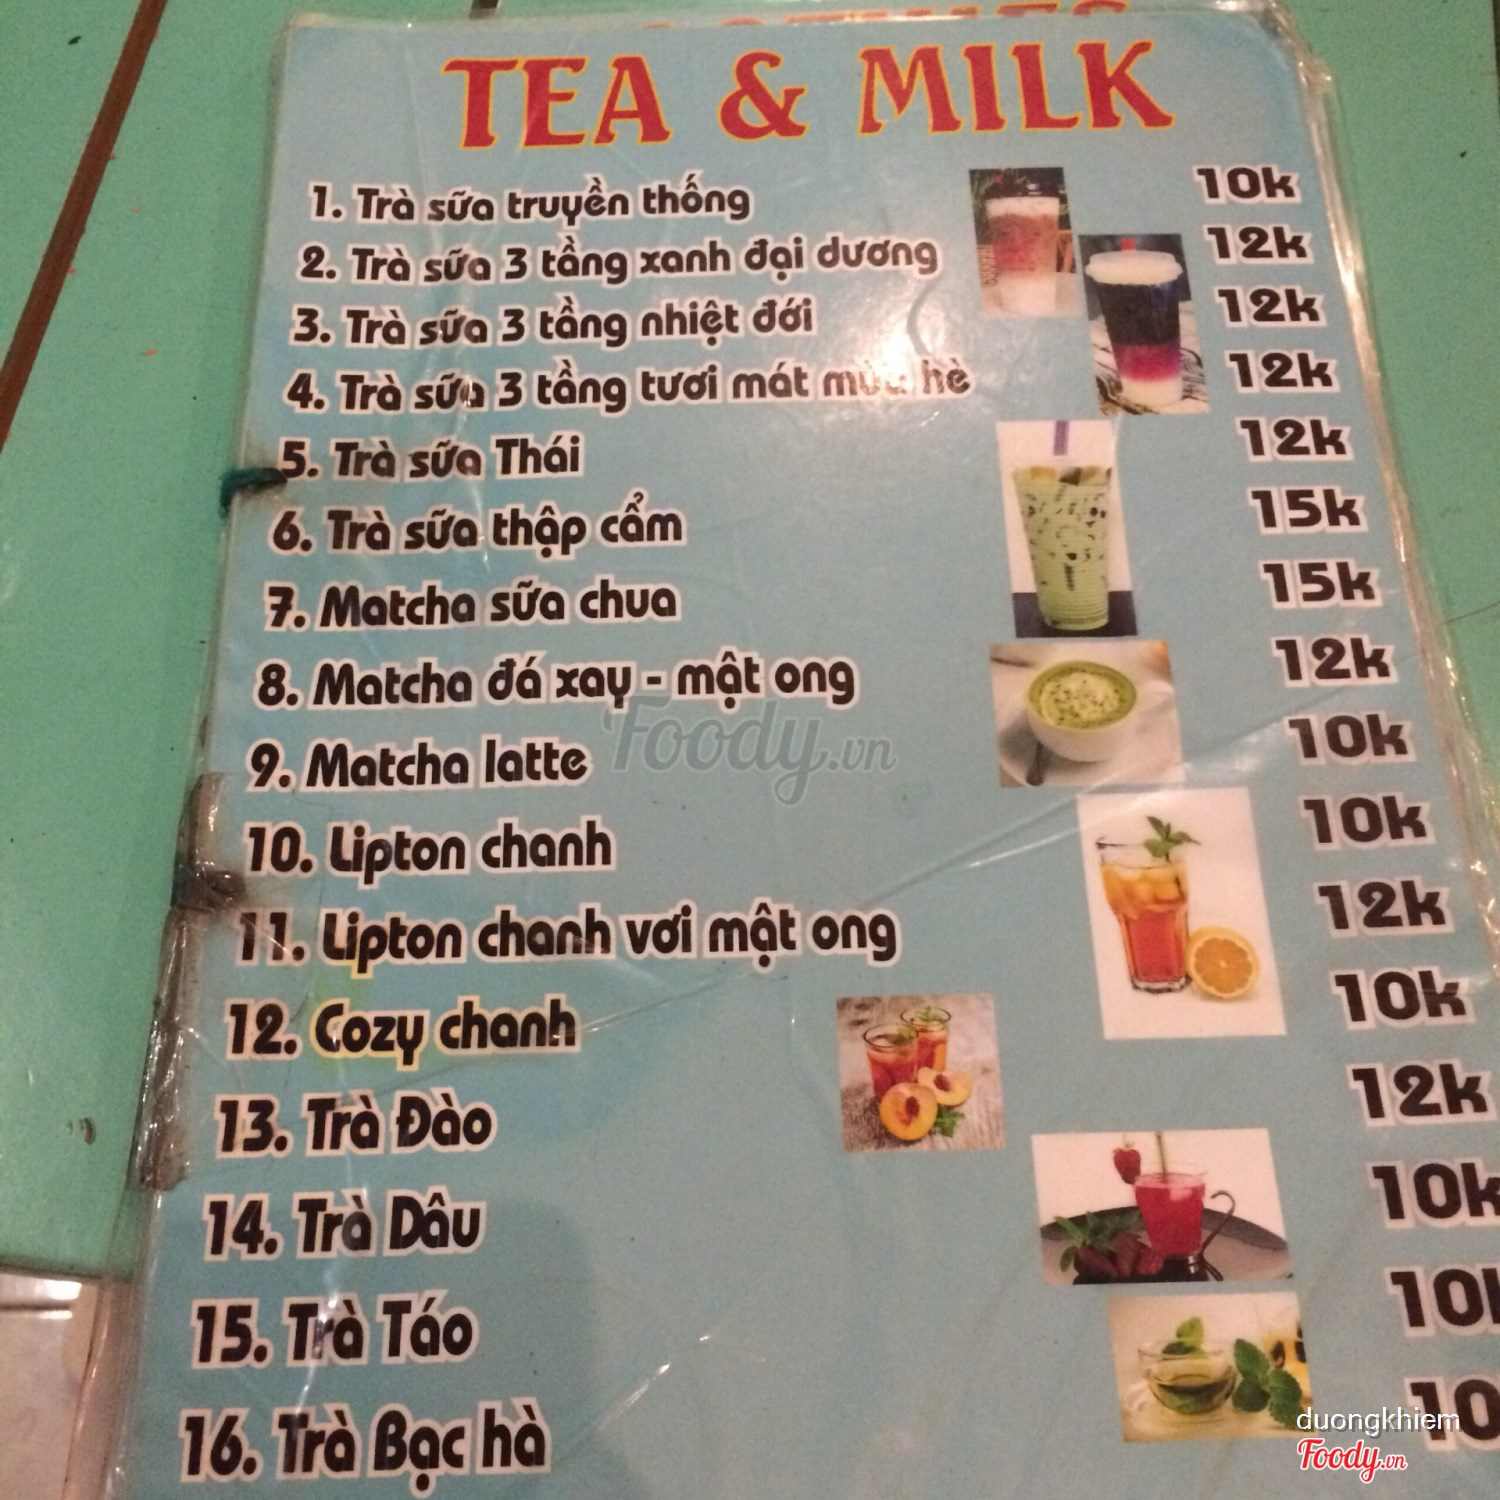 TEA & MILK
1. Trà sữa truyền thống 10k
2. Trà sữa 3 tầng xanh đại dương 12k
3. Trà sữa 3 tầng nhiệt đới 12k
4. Trà sữa 3 tầng tươi mát mùa hè 12k
5. Trà sữa Thái 12k
6. Trà sữa thập cẩm 15k
7. Matcha sữa chua 15k
8. Matcha đá xay - mật ong 12k
Foody.vn
9. Matcha latte 10k
10. Lipton chanh 10k
11. Lipton chanh vơi mật ong 12k
12. Cozy chanh 10k
13. Trà Đào 12k
14. Trà Dâu 10k
15. Trà Táo 10k
16. Trà Bạc hà 10
duongkhiem
Foody.vn